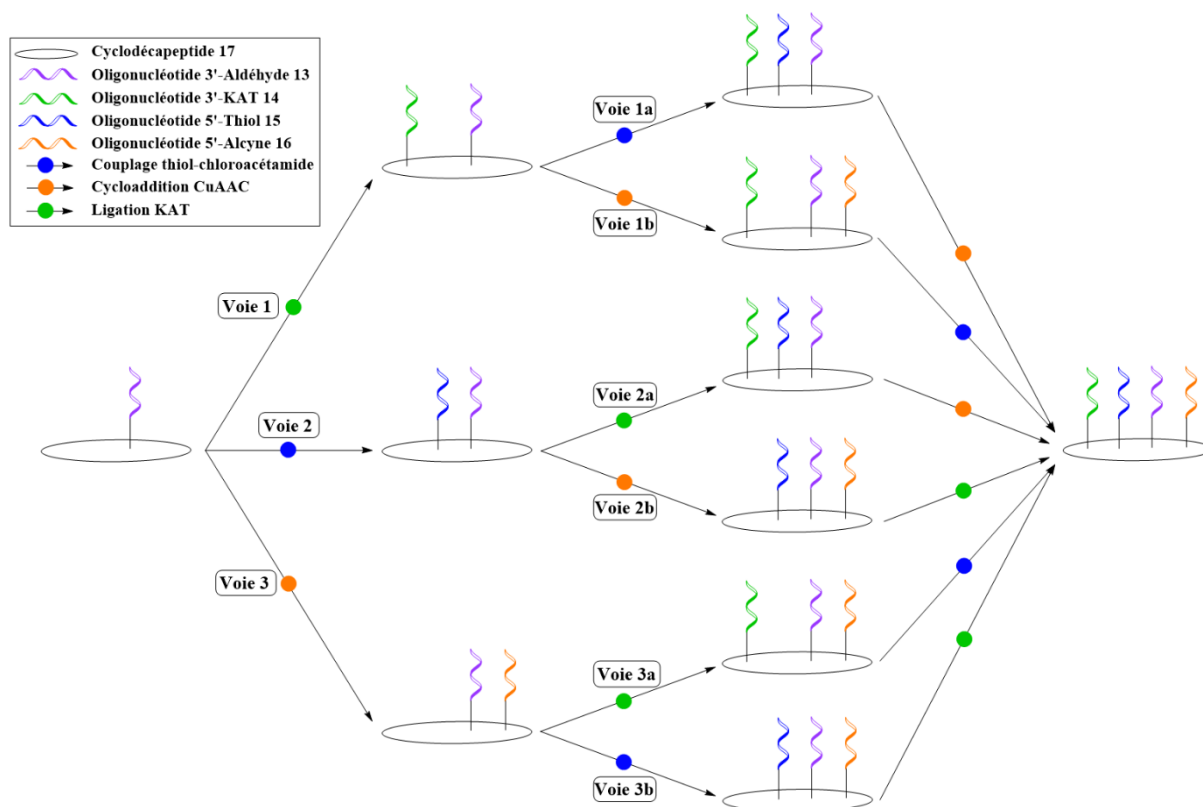 Cyclodécapeptide 17
Oligonucléotide 3'-Aldéhyde 13
Oligonucléotide 3'-KAT 14
Oligonucléotide 5'-Thiol 15
Oligonucléotide 5'-Alcyne 16
Couplage thiol-chloroacétamide
Cycloaddition CuAAC
Ligation KAT
Voie 1a
Voie 1b
Voie 1
Voie 2a
Voie 2
Voie 2b
Voie 3
Voie 3a
Voie 3b